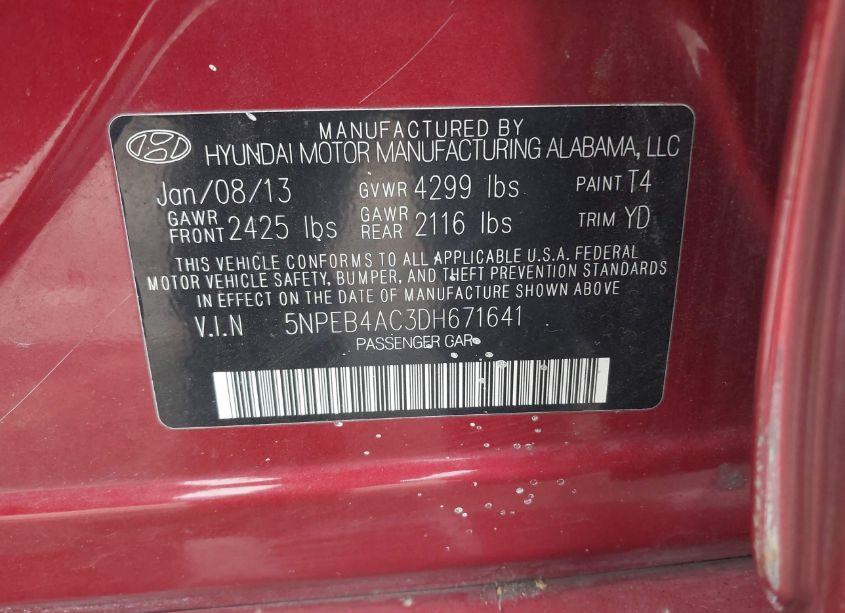 MANUFACTURED BY
HYUNDAI MOTOR MANUFACTURING ALABAMA, LLC
Jan/08/13 GVWR 4299 lbs PAINT T4
GAWR FRONT 2425 lbs GAWR REAR 2116 lbs TRIM YD
THIS VEHICLE CONFORMS TO ALL APPLICABLE U.S.A. FEDERAL
MOTOR VEHICLE SAFETY, BUMPER, AND THEFT PREVENTION STANDARDS
IN EFFECT ON THE DATE OF MANUFACTURE SHOWN ABOVE
V.I.N 5NPEB4AC3DH671641
PASSENGER CAR